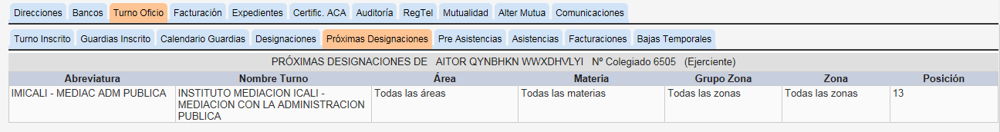 Direcciones Bancos Turno Oficio Facturación Expedientes Certific. ACA Auditoría RegTel Mutualidad Alter Mutua Comunicaciones
Turno Inscrito Guardias Inscrito Calendario Guardias Designaciones Próximas Designaciones Pre Asistencias Asistencias Facturaciones Bajas Temporales
PRÓXIMAS DESIGNACIONES DE AITOR QYNBHKN WWXDHVLYI Nº Colegiado 6505 (Ejerciente)
Abreviatura Nombre Turno Área Materia Grupo Zona Zona Posición
IMICALI - MEDIAC ADM PUBLICA INSTITUTO MEDIACION ICALI - Todas las áreas Todas las materias Todas las zonas Todas las zonas 13
MEDIACION CON LA ADMINISTRACION
PUBLICA